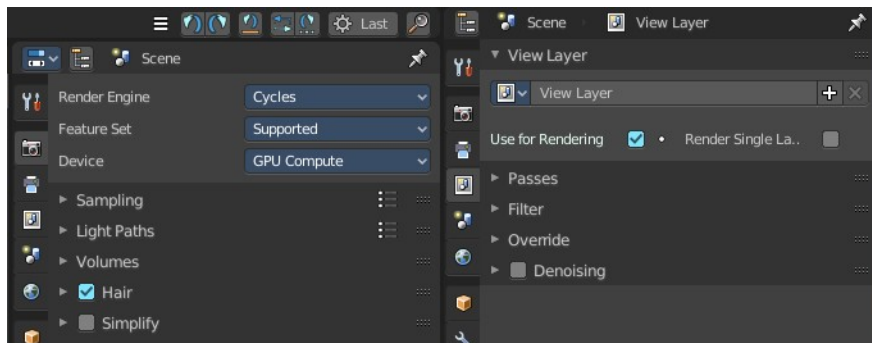 Last
Scene
Render Engine Cycles
Feature Set Supported
Device GPU Compute
Sampling
Light Paths
Volumes
Hair
Simplify
Scene View Layer
View Layer
View Layer
Use for Rendering Render Single La..
Passes
Filter
Override
Denoising